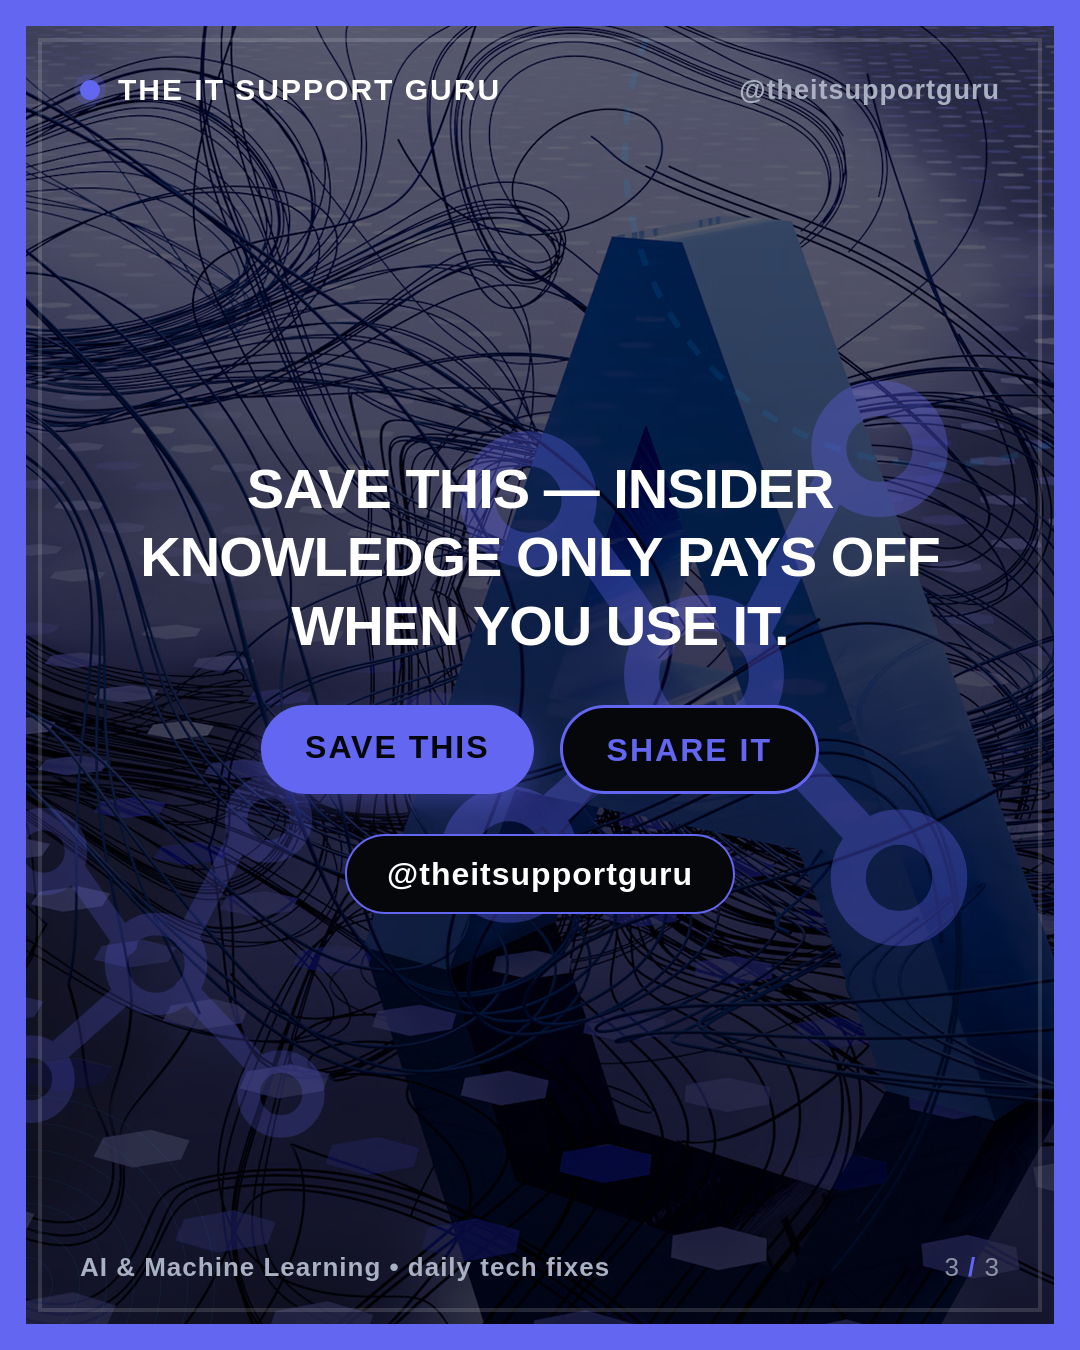 THE IT SUPPORT GURU
@theitsupportguru
SAVE THIS — INSIDER
KNOWLEDGE ONLY PAYS OFF
WHEN YOU USE IT.
SAVE THIS
SHARE IT
@theitsupportguru
AI & Machine Learning • daily tech fixes
3 / 3